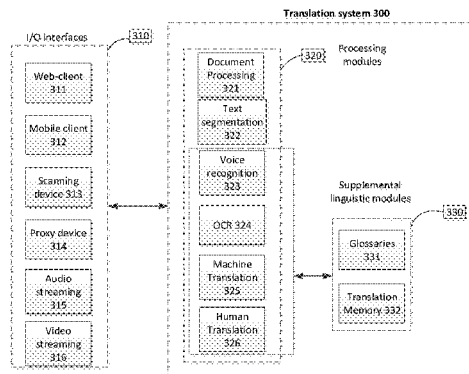 Translation system 300
I/O interfaces
310
Web-client
311
Mobile client
312
Scanning
device 313
Proxy device
314
Audio
streaming
315
Video
streaming
316
320
Processing
modules
Document
Processing
321
Text
segmentation
322
Voice
recognition
323
OCR 324
Machine
Translation
325
Human
Translation
326
Supplemental
linguistic modules
330
Glossaries
331
Translation
Memory 332